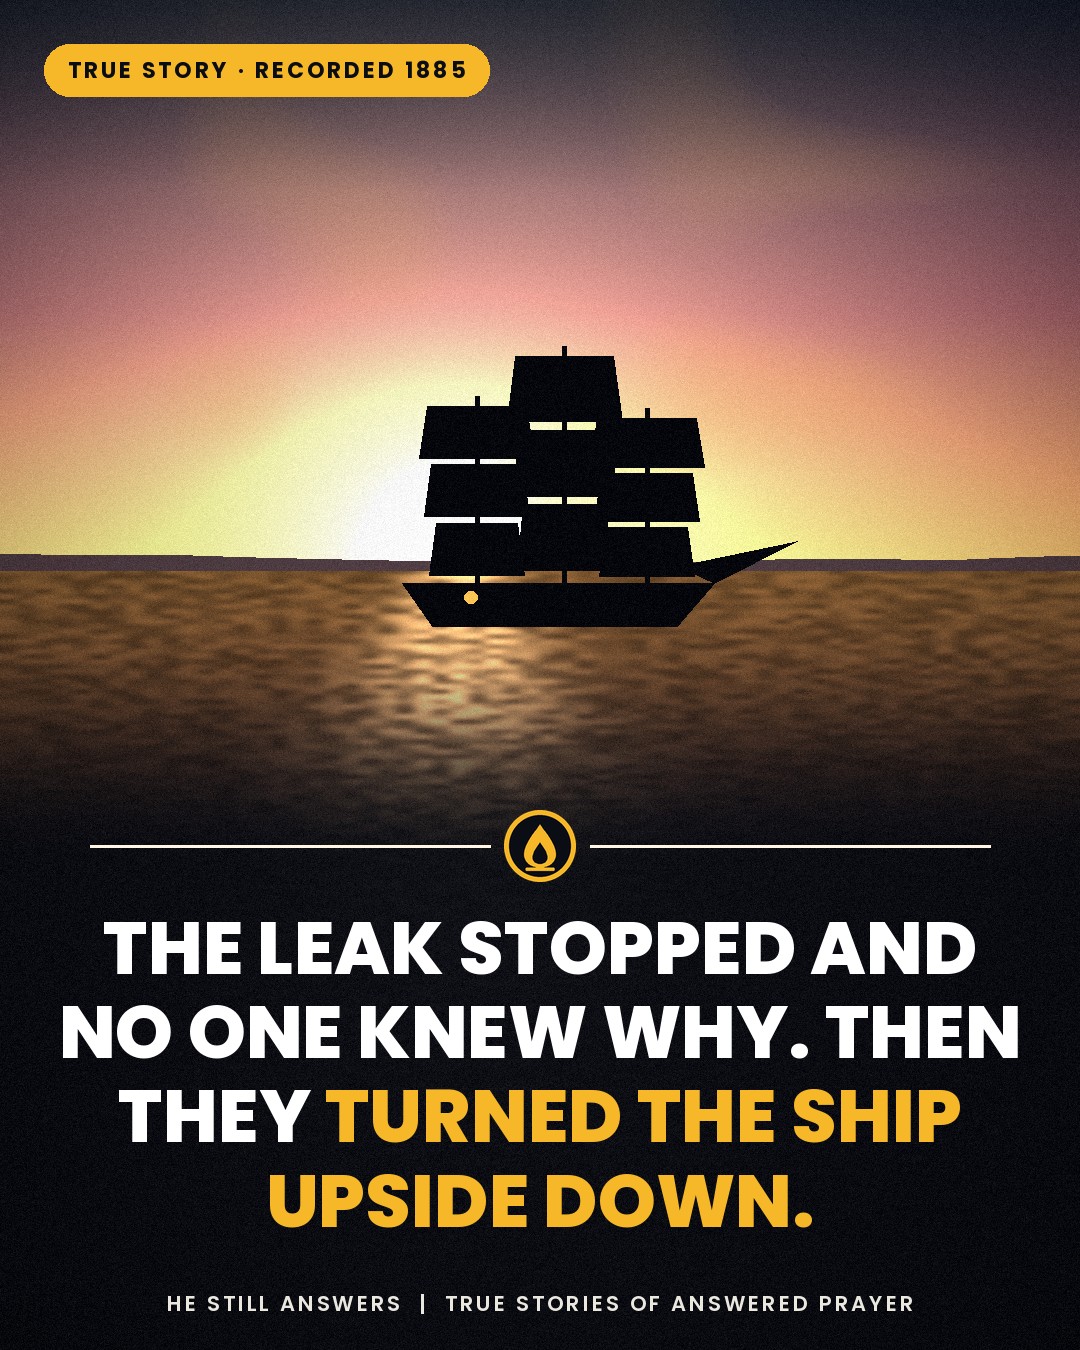 TRUE STORY · RECORDED 1885
THE LEAK STOPPED AND
NO ONE KNEW WHY. THEN
THEY TURNED THE SHIP
UPSIDE DOWN.
HE STILL ANSWERS | TRUE STORIES OF ANSWERED PRAYER